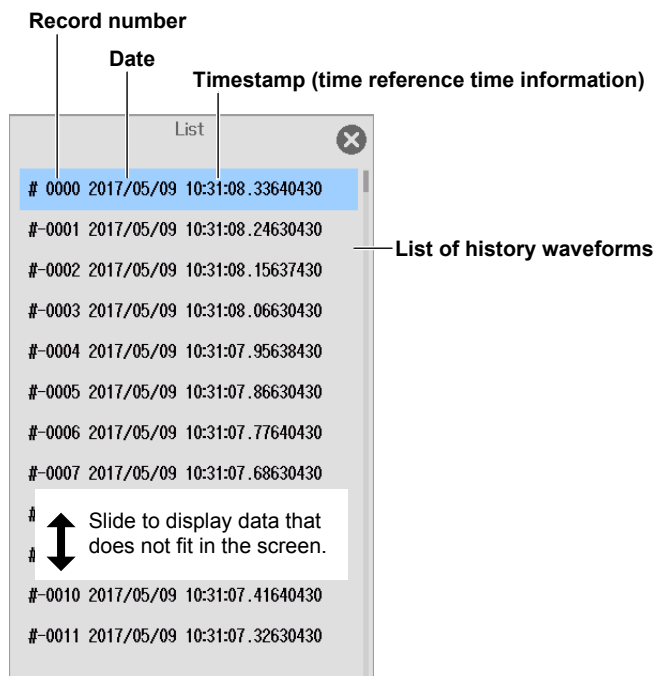 Record number
Date
Timestamp (time reference time information)
List
# 0000 2017/05/09 10:31:08.33640430
#-0001 2017/05/09 10:31:08.24630430
List of history waveforms
#-0002 2017/05/09 10:31:08.15637430
#-0003 2017/05/09 10:31:08.06630430
#-0004 2017/05/09 10:31:07.95638430
#-0005 2017/05/09 10:31:07.86630430
#-0006 2017/05/09 10:31:07.77640430
#-0007 2017/05/09 10:31:07.68630430
#
Slide to display data that
does not fit in the screen.
#
#-0010 2017/05/09 10:31:07.41640430
#-0011 2017/05/09 10:31:07.32630430